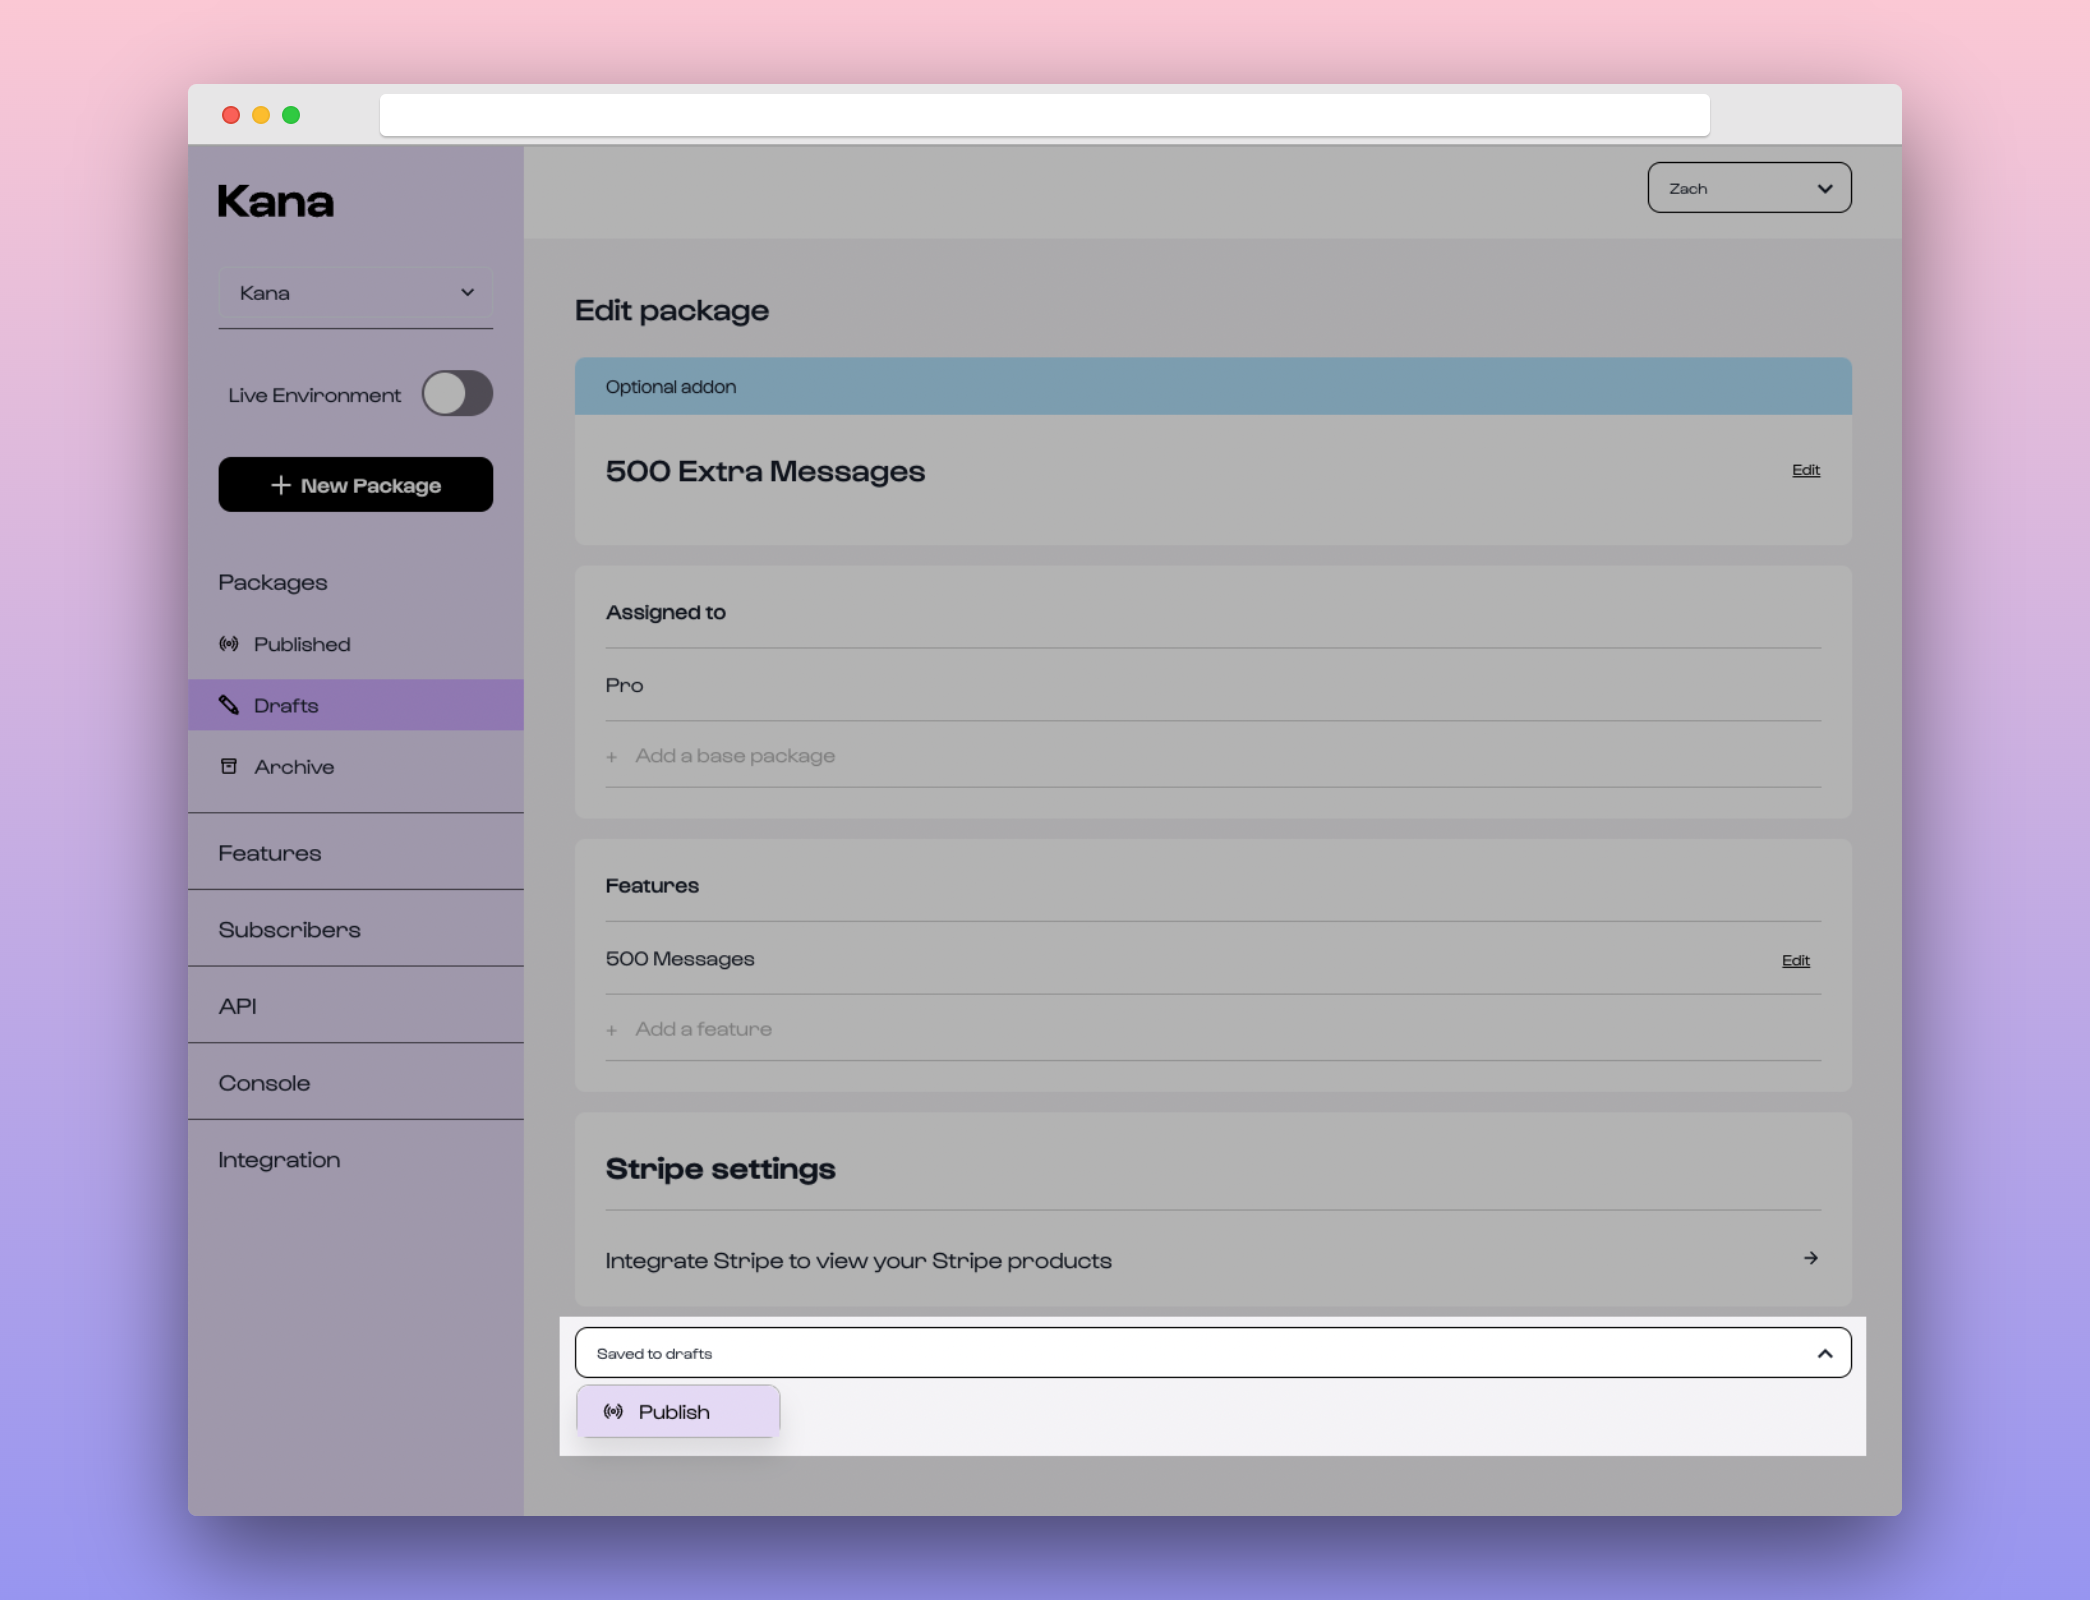 Kana
Kana
Live Environment
+ New Package
Packages
Published
Drafts
Archive
Features
Subscribers
API
Console
Integration
Zach
Edit package
Optional addon
500 Extra Messages
Edit
Assigned to
Pro
+ Add a base package
Features
500 Messages
Edit
+ Add a feature
Stripe settings
Integrate Stripe to view your Stripe products
Saved to drafts
Publish